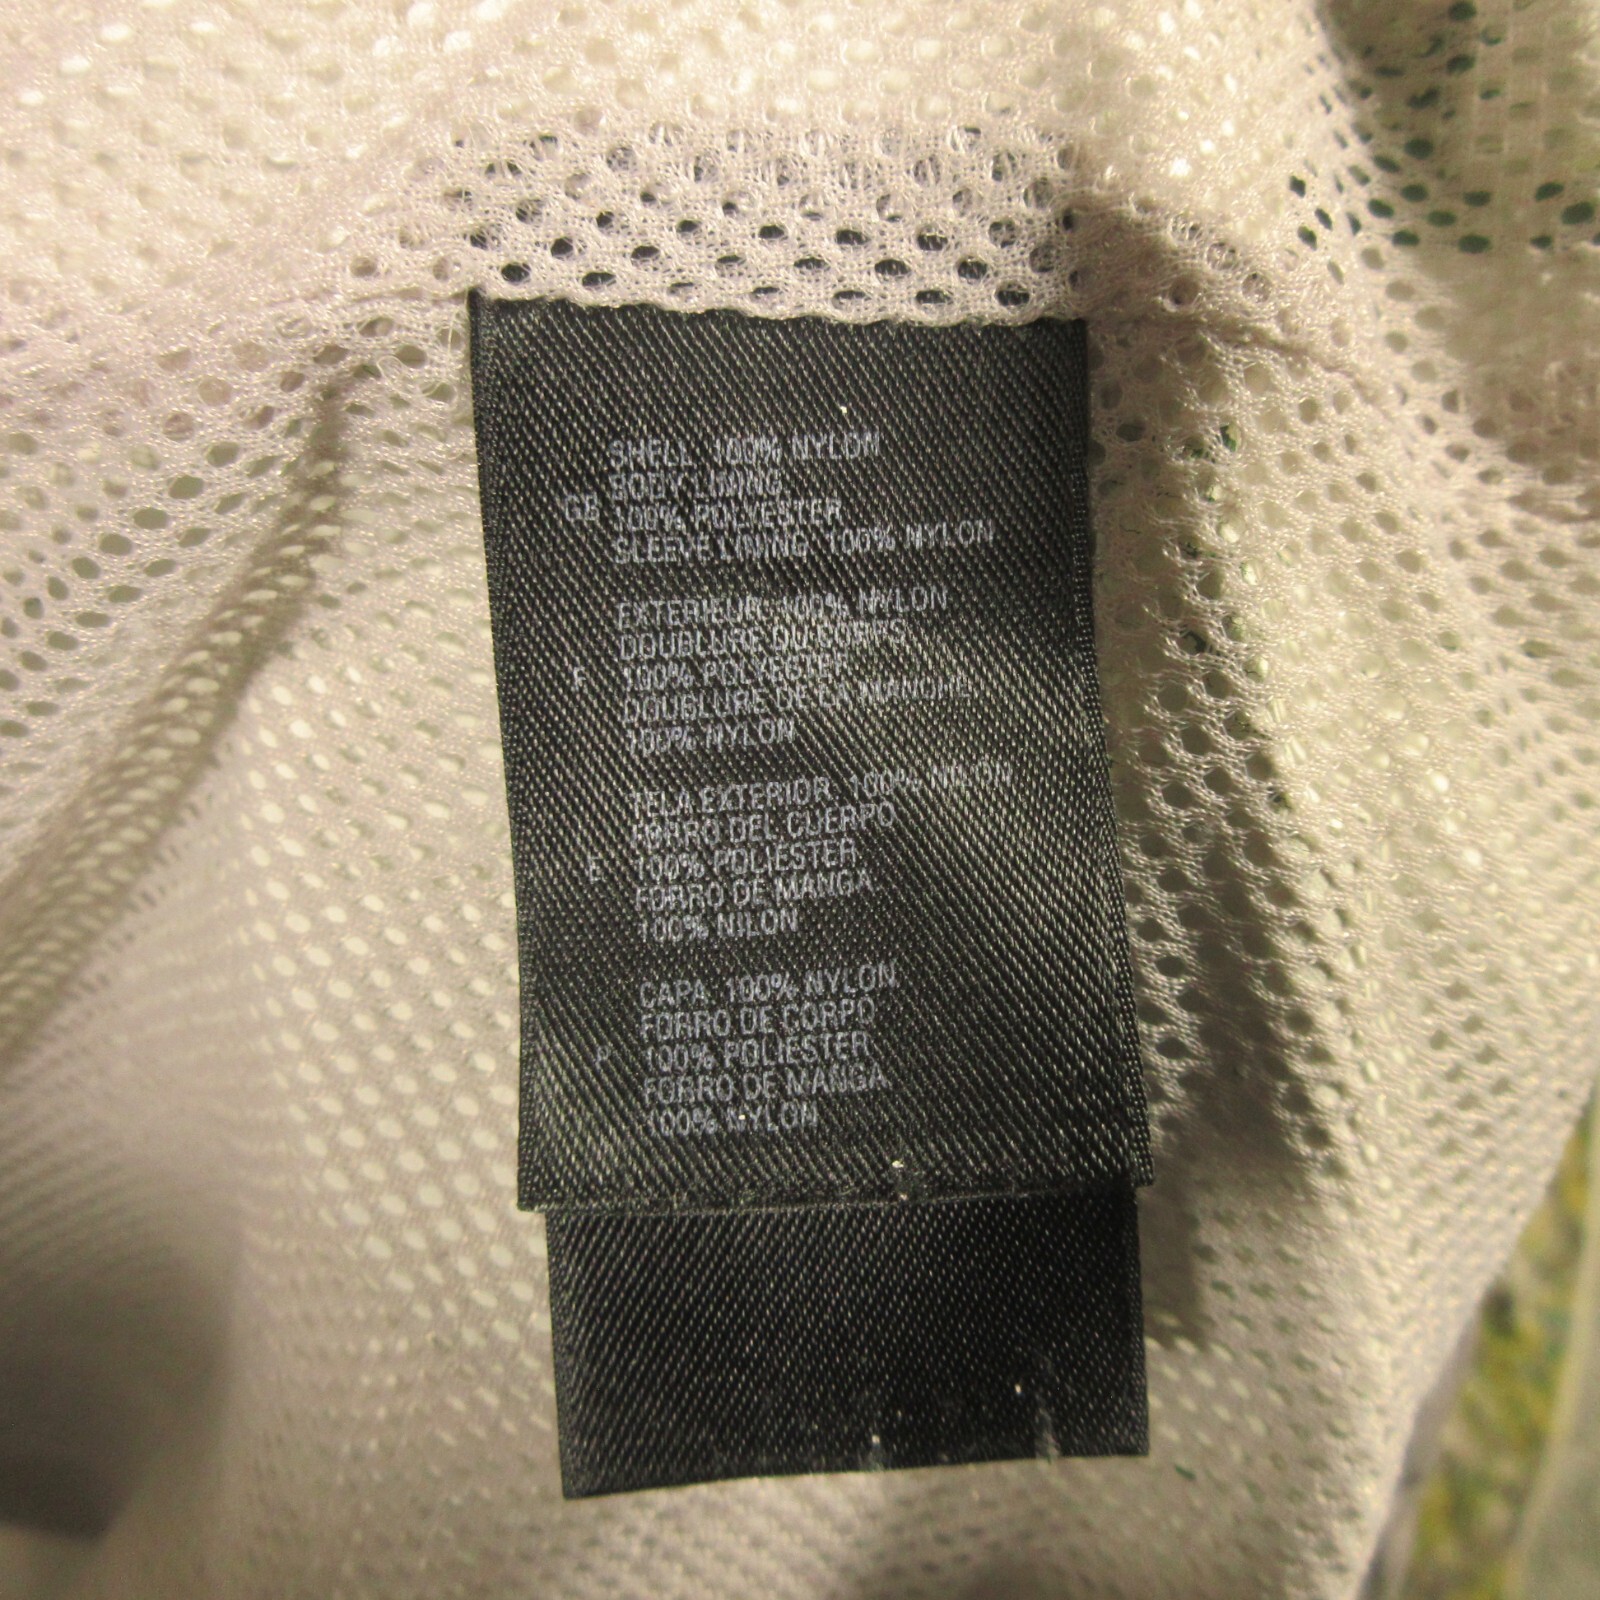 SHELL 100% NYLON
BODY LINING
GB 100% POLYESTER
SLEEVE LINING 100% NYLON
EXTERIEUR 100% NYLON
DOUBLURE DU CORPS
F 100% POLYESTER
DOUBLURE DE LA MANCHE
100% NYLON
TELA EXTERIOR 100% NILON
FORRO DEL CUERPO
E 100% POLIESTER
FORRO DE MANGA
100% NILON
CAPA 100% NYLON
FORRO DE CORPO
P 100% POLIESTER
FORRO DE MANGA
100% NYLON